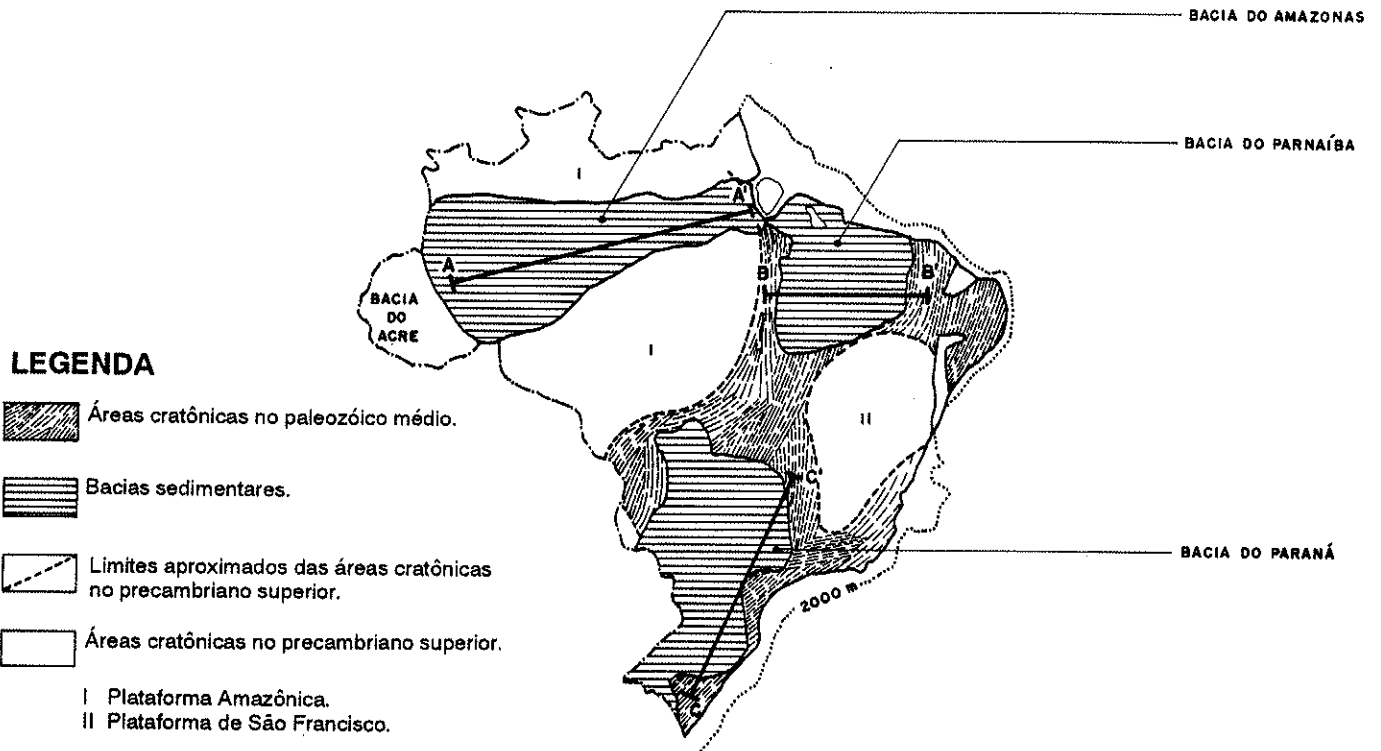 BACIA DO AMAZONAS
BACIA DO PARNAÍBA
I
A'
A
B
B'
BACIA
DO
ACRE
I
II
C'
BACIA DO PARANÁ
2000 m
C
LEGENDA
Áreas cratônicas no paleozóico médio.
Bacias sedimentares.
Limites aproximados das áreas cratônicas
no precambriano superior.
Áreas cratônicas no precambriano superior.
I Plataforma Amazônica.
II Plataforma de São Francisco.